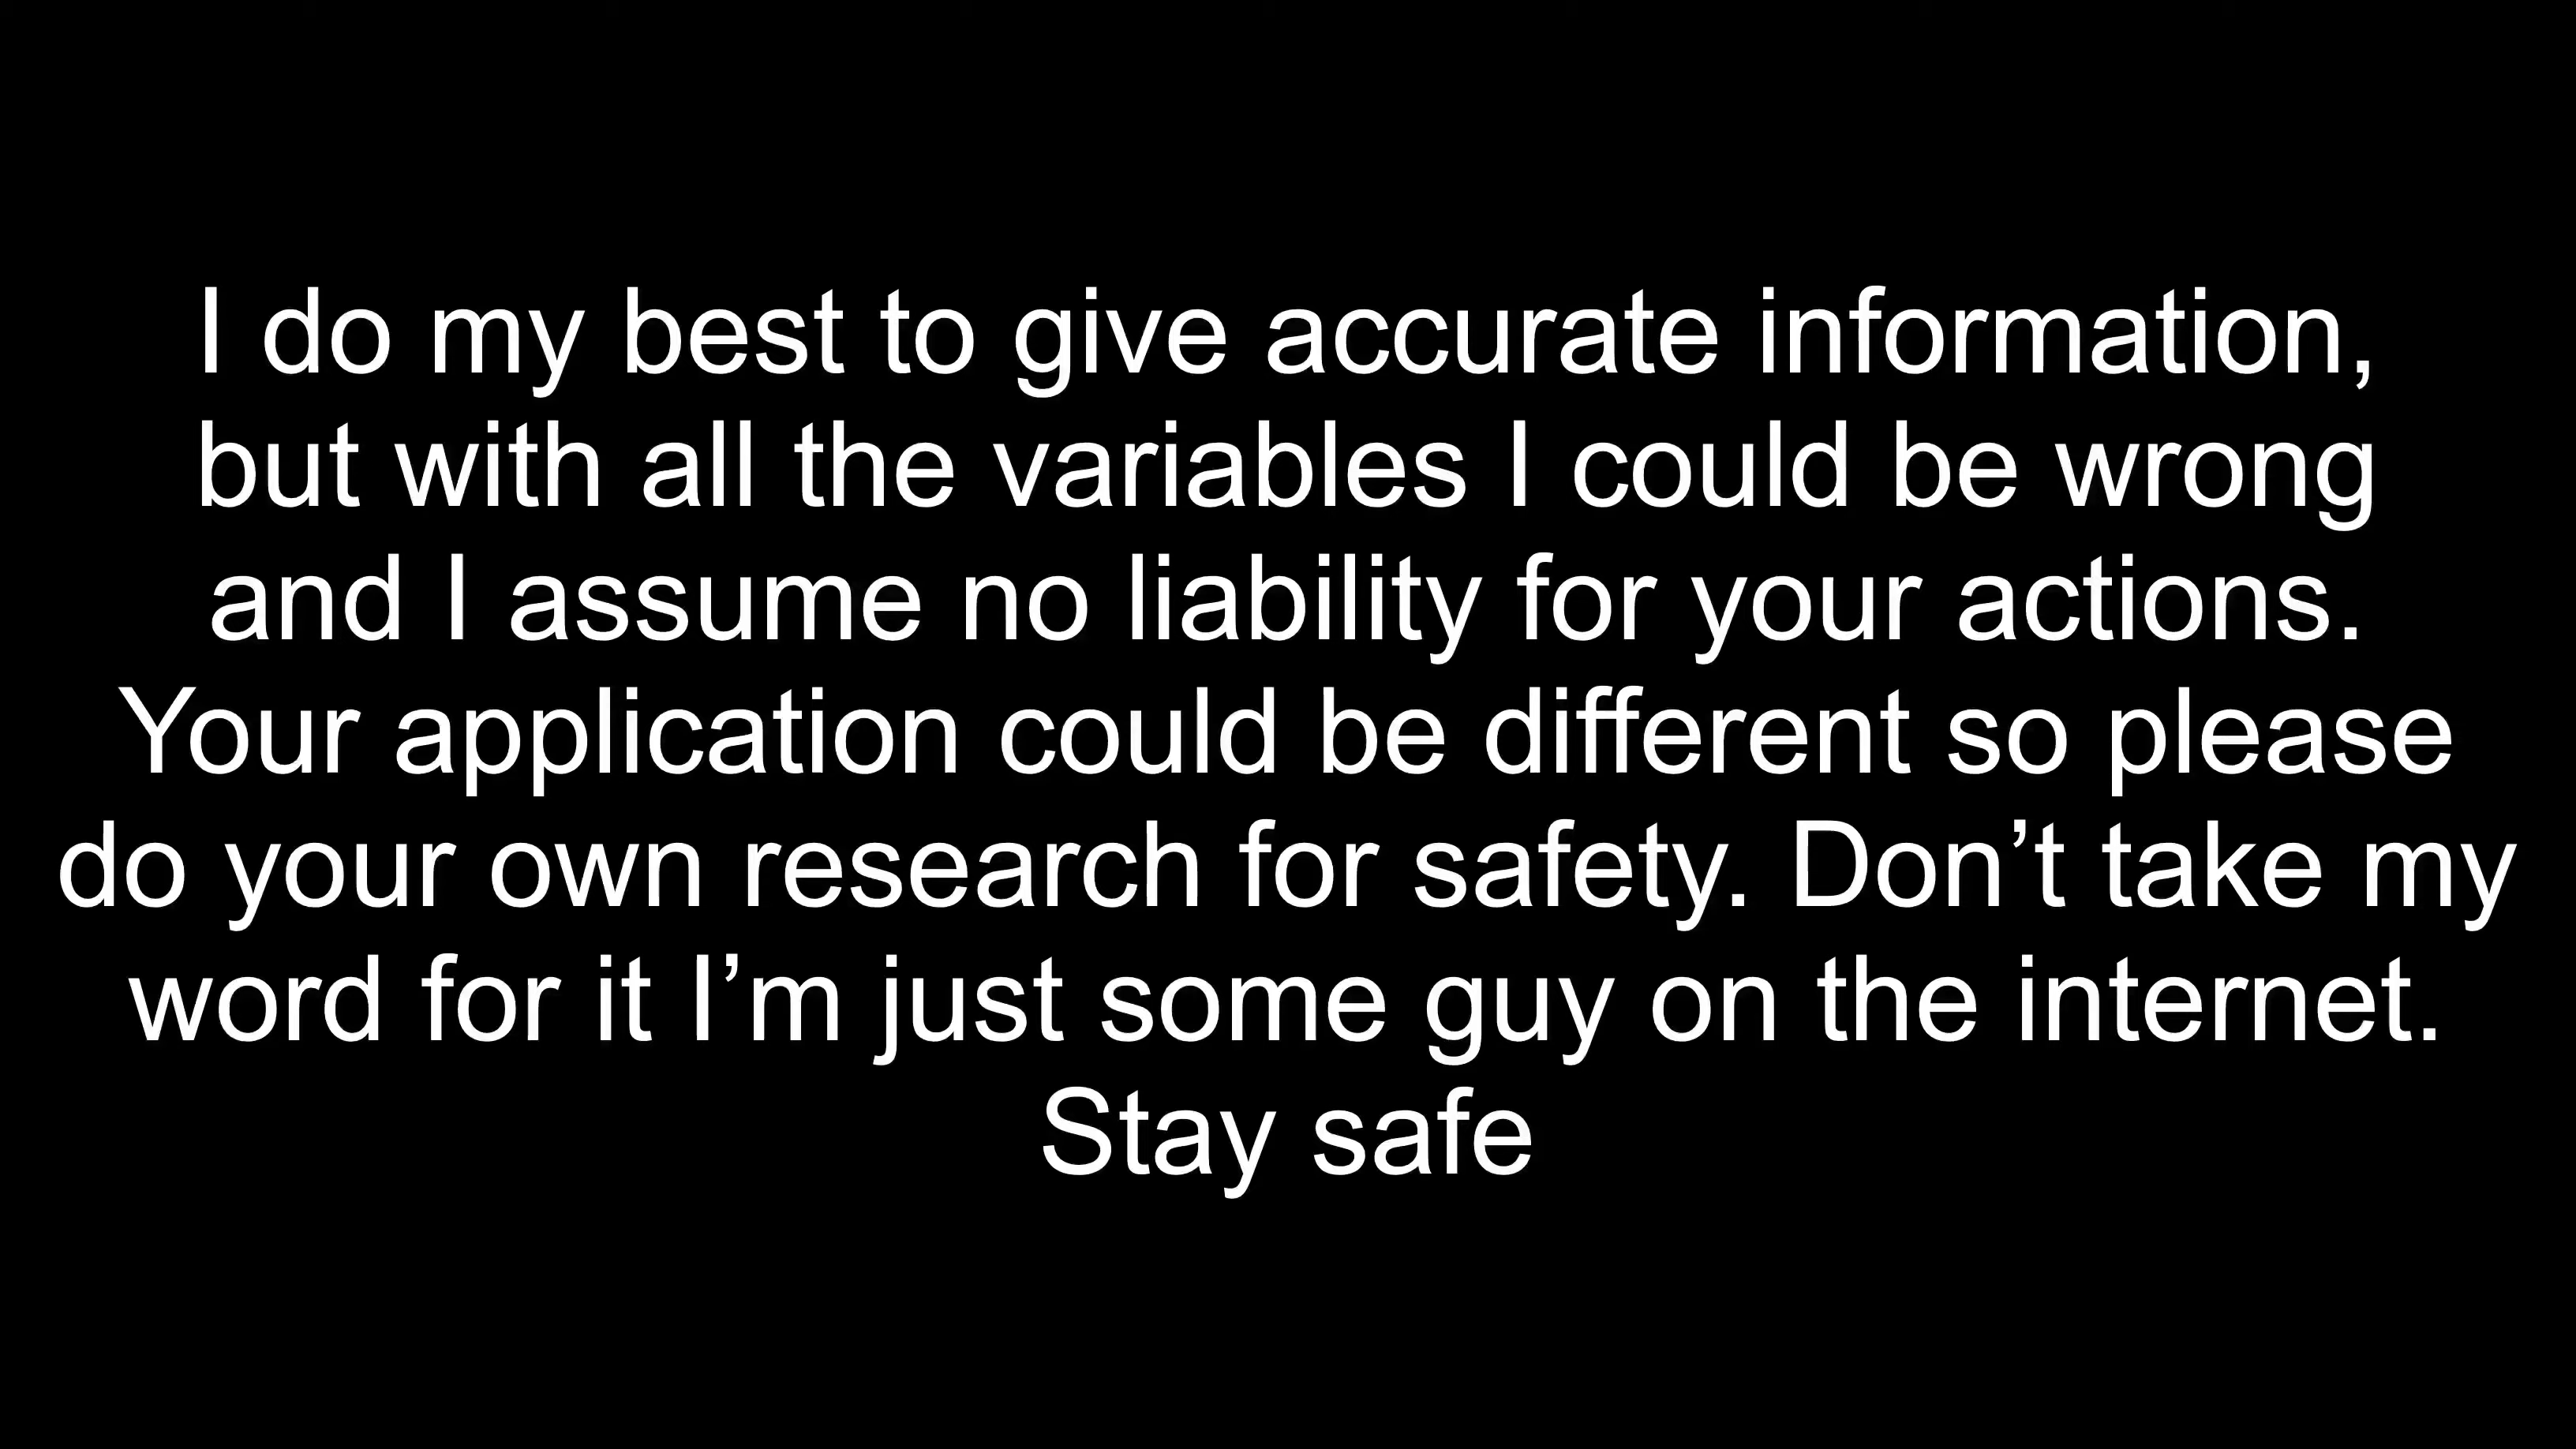 I do my best to give accurate information,
but with all the variables I could be wrong
and I assume no liability for your actions.
Your application could be different so please
do your own research for safety. Don’t take my
word for it I’m just some guy on the internet.
Stay safe